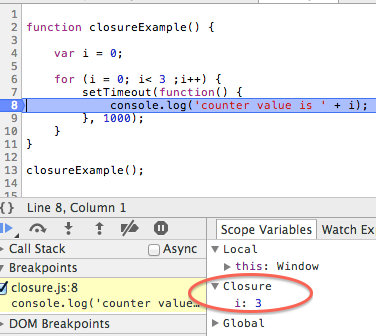 1
2 function closureExample() {
3
4 var i = 0;
5
6 for (i = 0; i< 3 ;i++) {
7 setTimeout(function() {
8 console.log('counter value is ' + i);
9 }, 1000);
10 }
11 }
12
13 closureExample();
14
{} Line 8, Column 1
Call Stack Async
Breakpoints
closure.js:8
console.log('counter value...
DOM Breakpoints
Scope Variables Watch Ex
Local
this: Window
Closure
i: 3
Global